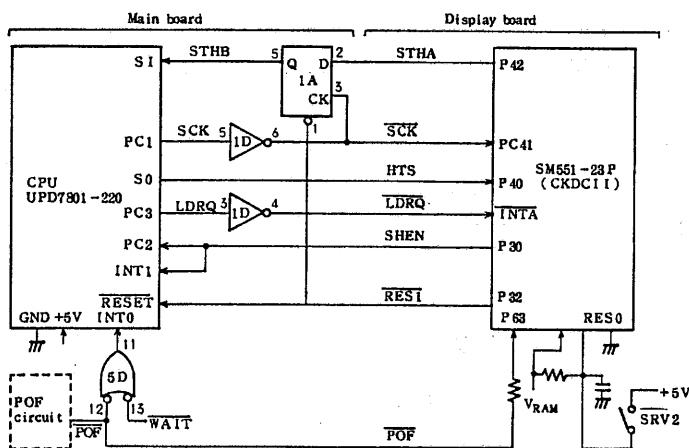 Main board
Display board
STHB
5
Q
D
2
STHA
SI
1A
CK
3
P42
1
PC1
SCK
5
1D
6
SCK
PC41
CPU
UPD7801-220
S0
HTS
P40
SM551-23P
(CKDCII)
PC3
LDRQ
3
1D
4
LDRQ
INTA
PC2
SHEN
P30
INT1
RESET
RES1
P32
GND
+5V
INT0
P63
RES0
11
5D
POF
circuit
12
13
POF
WAIT
POF
VRAM
+5V
SRV2